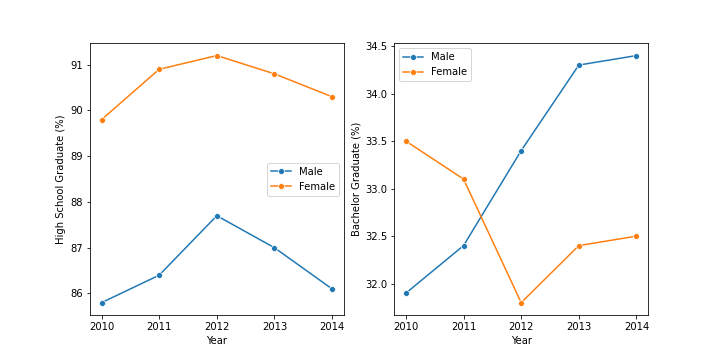 High School Graduate (%)
91
90
89
88
87
86
Male
Female
2010 2011 2012 2013 2014
Year
Bachelor Graduate (%)
34.5
34.0
33.5
33.0
32.5
32.0
Male
Female
2010 2011 2012 2013 2014
Year